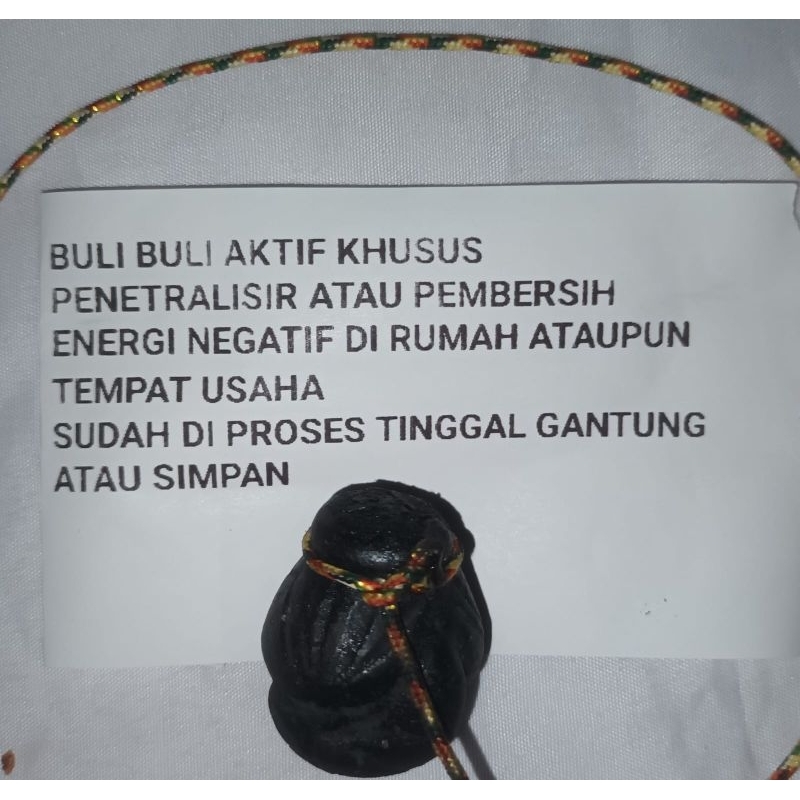 BULI BULI AKTIF KHUSUS
PENETRALISIR ATAU PEMBERSIH
ENERGI NEGATIF DI RUMAH ATAUPUN
TEMPAT USAHA
SUDAH DI PROSES TINGGAL GANTUNG
ATAU SIMPAN